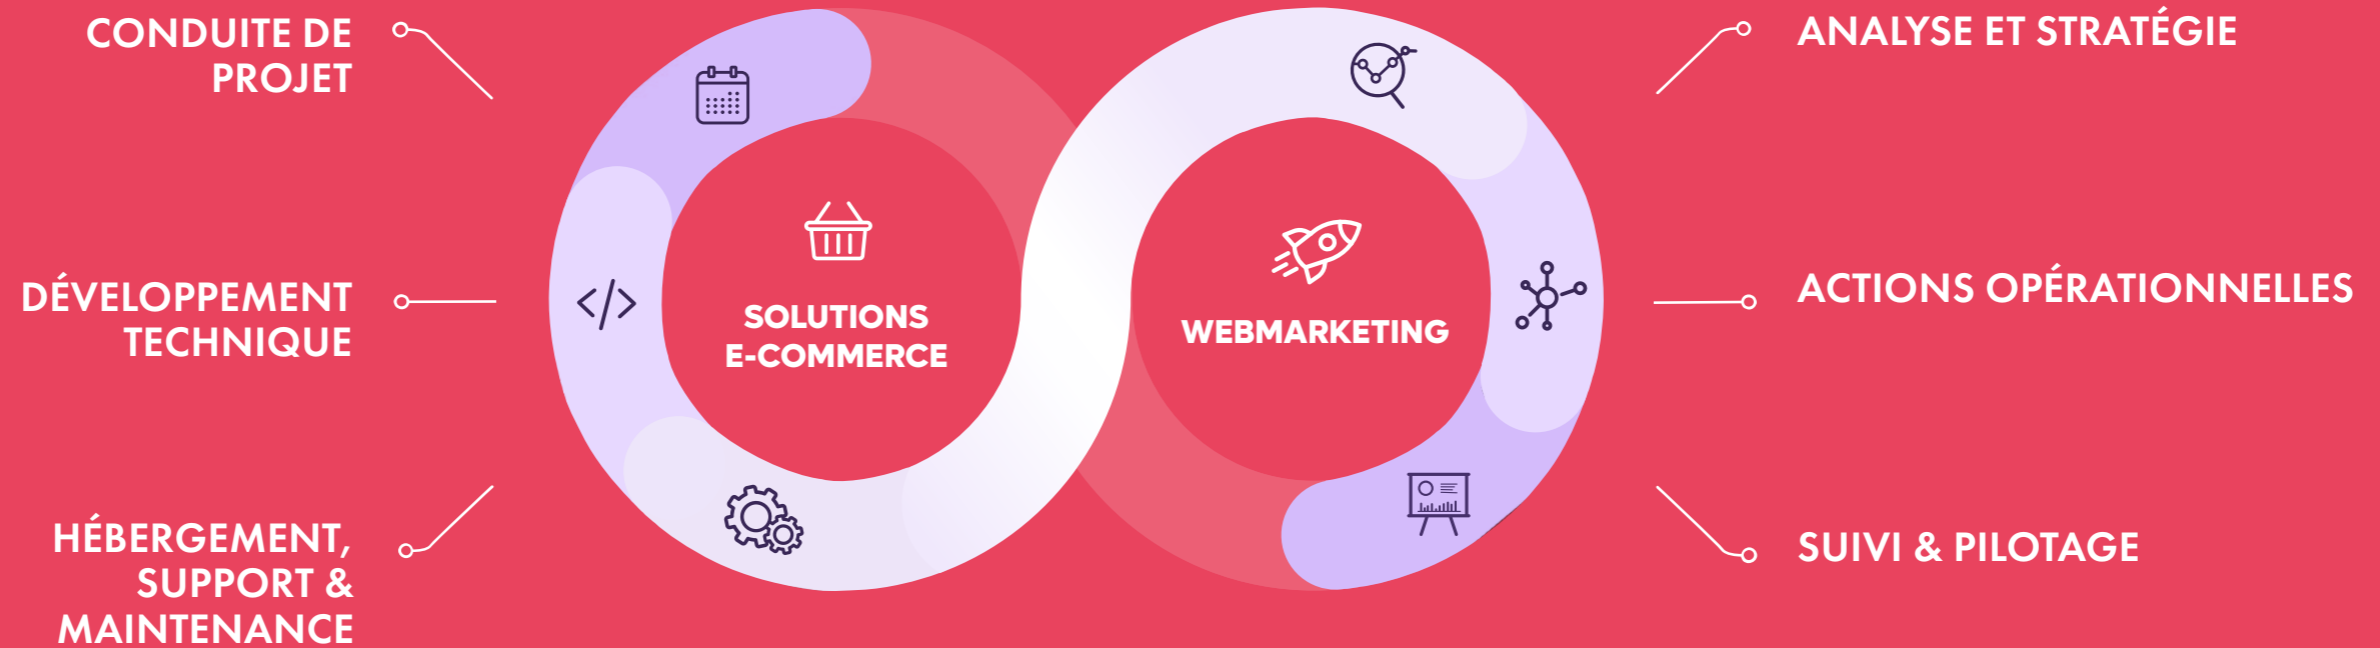 CONDUITE DE
PROJET
DÉVELOPPEMENT
TECHNIQUE
HÉBERGEMENT,
SUPPORT &
MAINTENANCE
SOLUTIONS
E-COMMERCE
WEBMARKETING
ANALYSE ET STRATÉGIE
ACTIONS OPÉRATIONNELLES
SUIVI & PILOTAGE